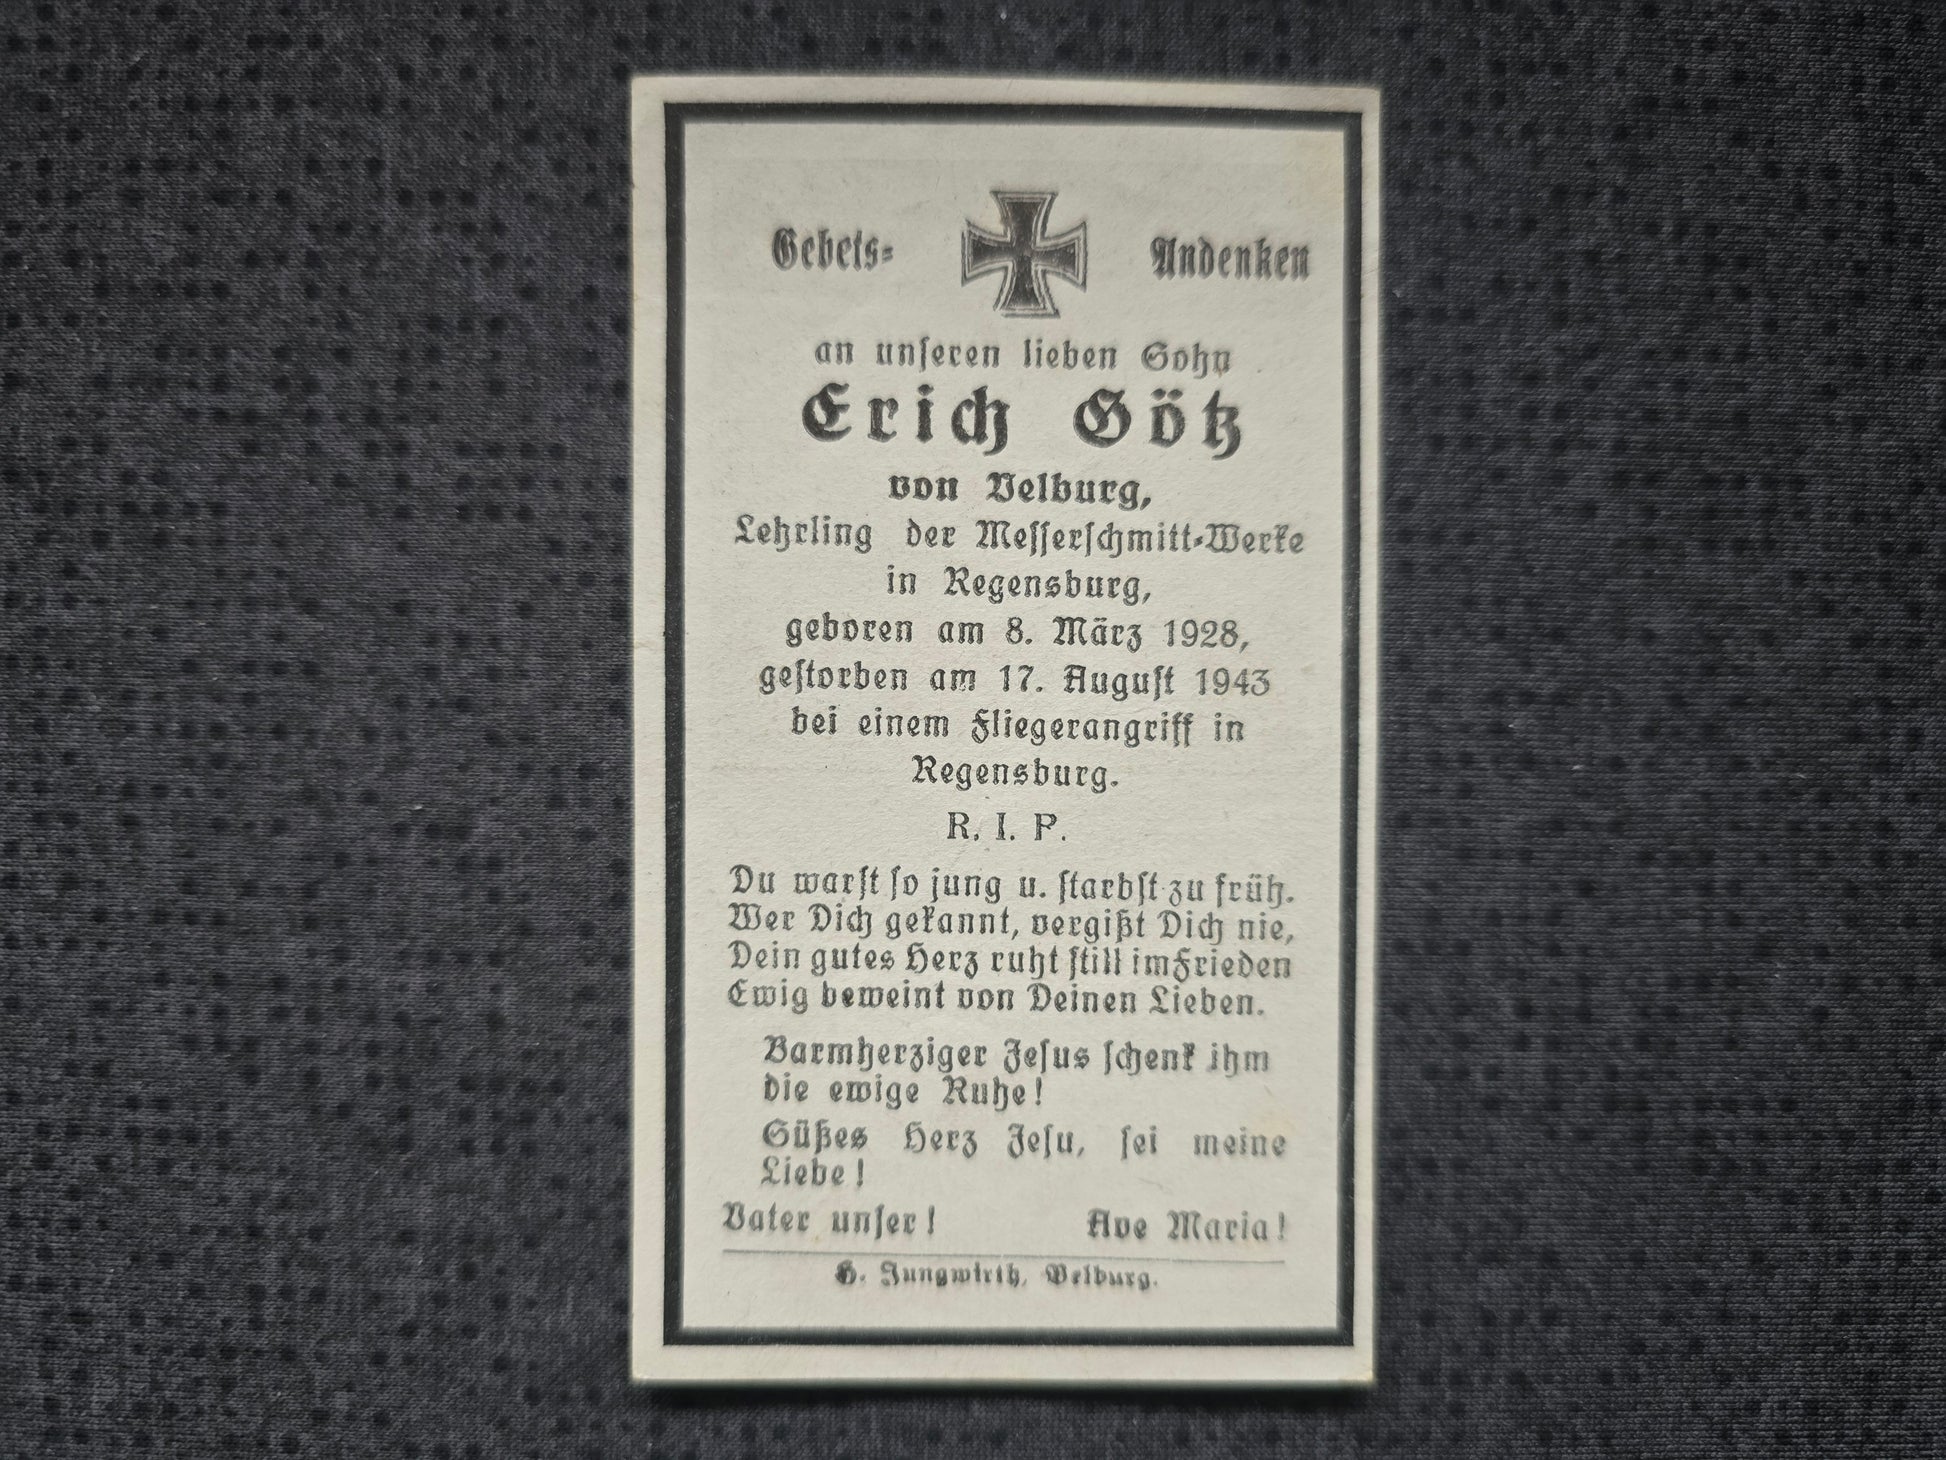 Gebets- Andenken
an unseren lieben Sohn
Erich Götz
von Velburg,
Lehrling der Messerschmitt-Werke
in Regensburg,
geboren am 8. März 1928,
gestorben am 17. August 1943
bei einem Fliegerangriff in
Regensburg.
R. I. P.
Du warst so jung u. starbst zu früh.
Wer Dich gekannt, vergißt Dich nie,
Dein gutes Herz ruht still im Frieden
Ewig beweint von Deinen Lieben.
Barmherziger Jesus schenk ihm
die ewige Ruhe!
Süßes Herz Jesu, sei meine
Liebe!
Vater unser! Ave Maria!
H. Jungwirth, Velburg.